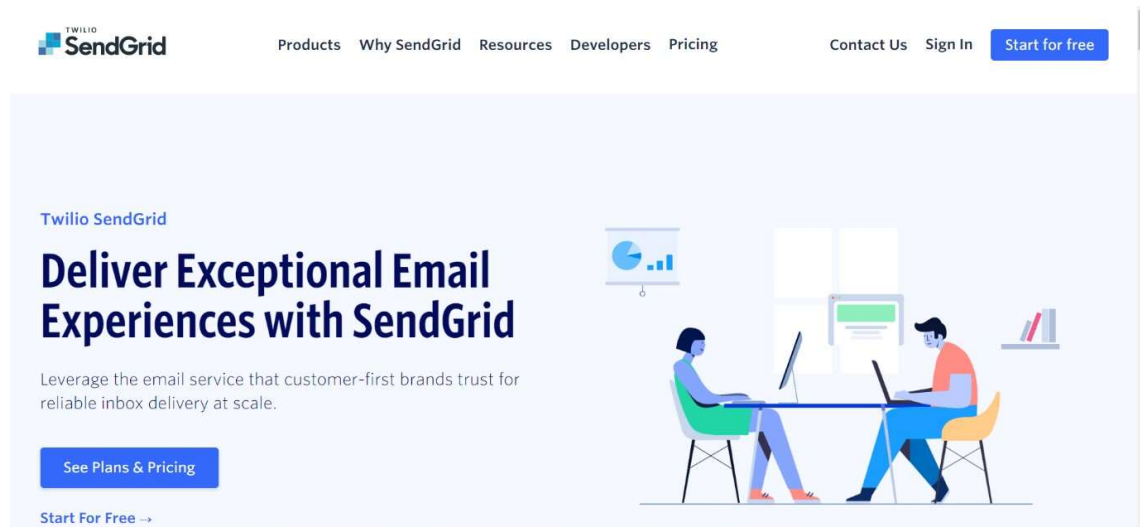 TWILIO
SendGrid
Products Why SendGrid Resources Developers Pricing Contact Us Sign In Start for free
Twilio SendGrid
Deliver Exceptional Email
Experiences with SendGrid
Leverage the email service that customer-first brands trust for
reliable inbox delivery at scale.
See Plans & Pricing
Start For Free →